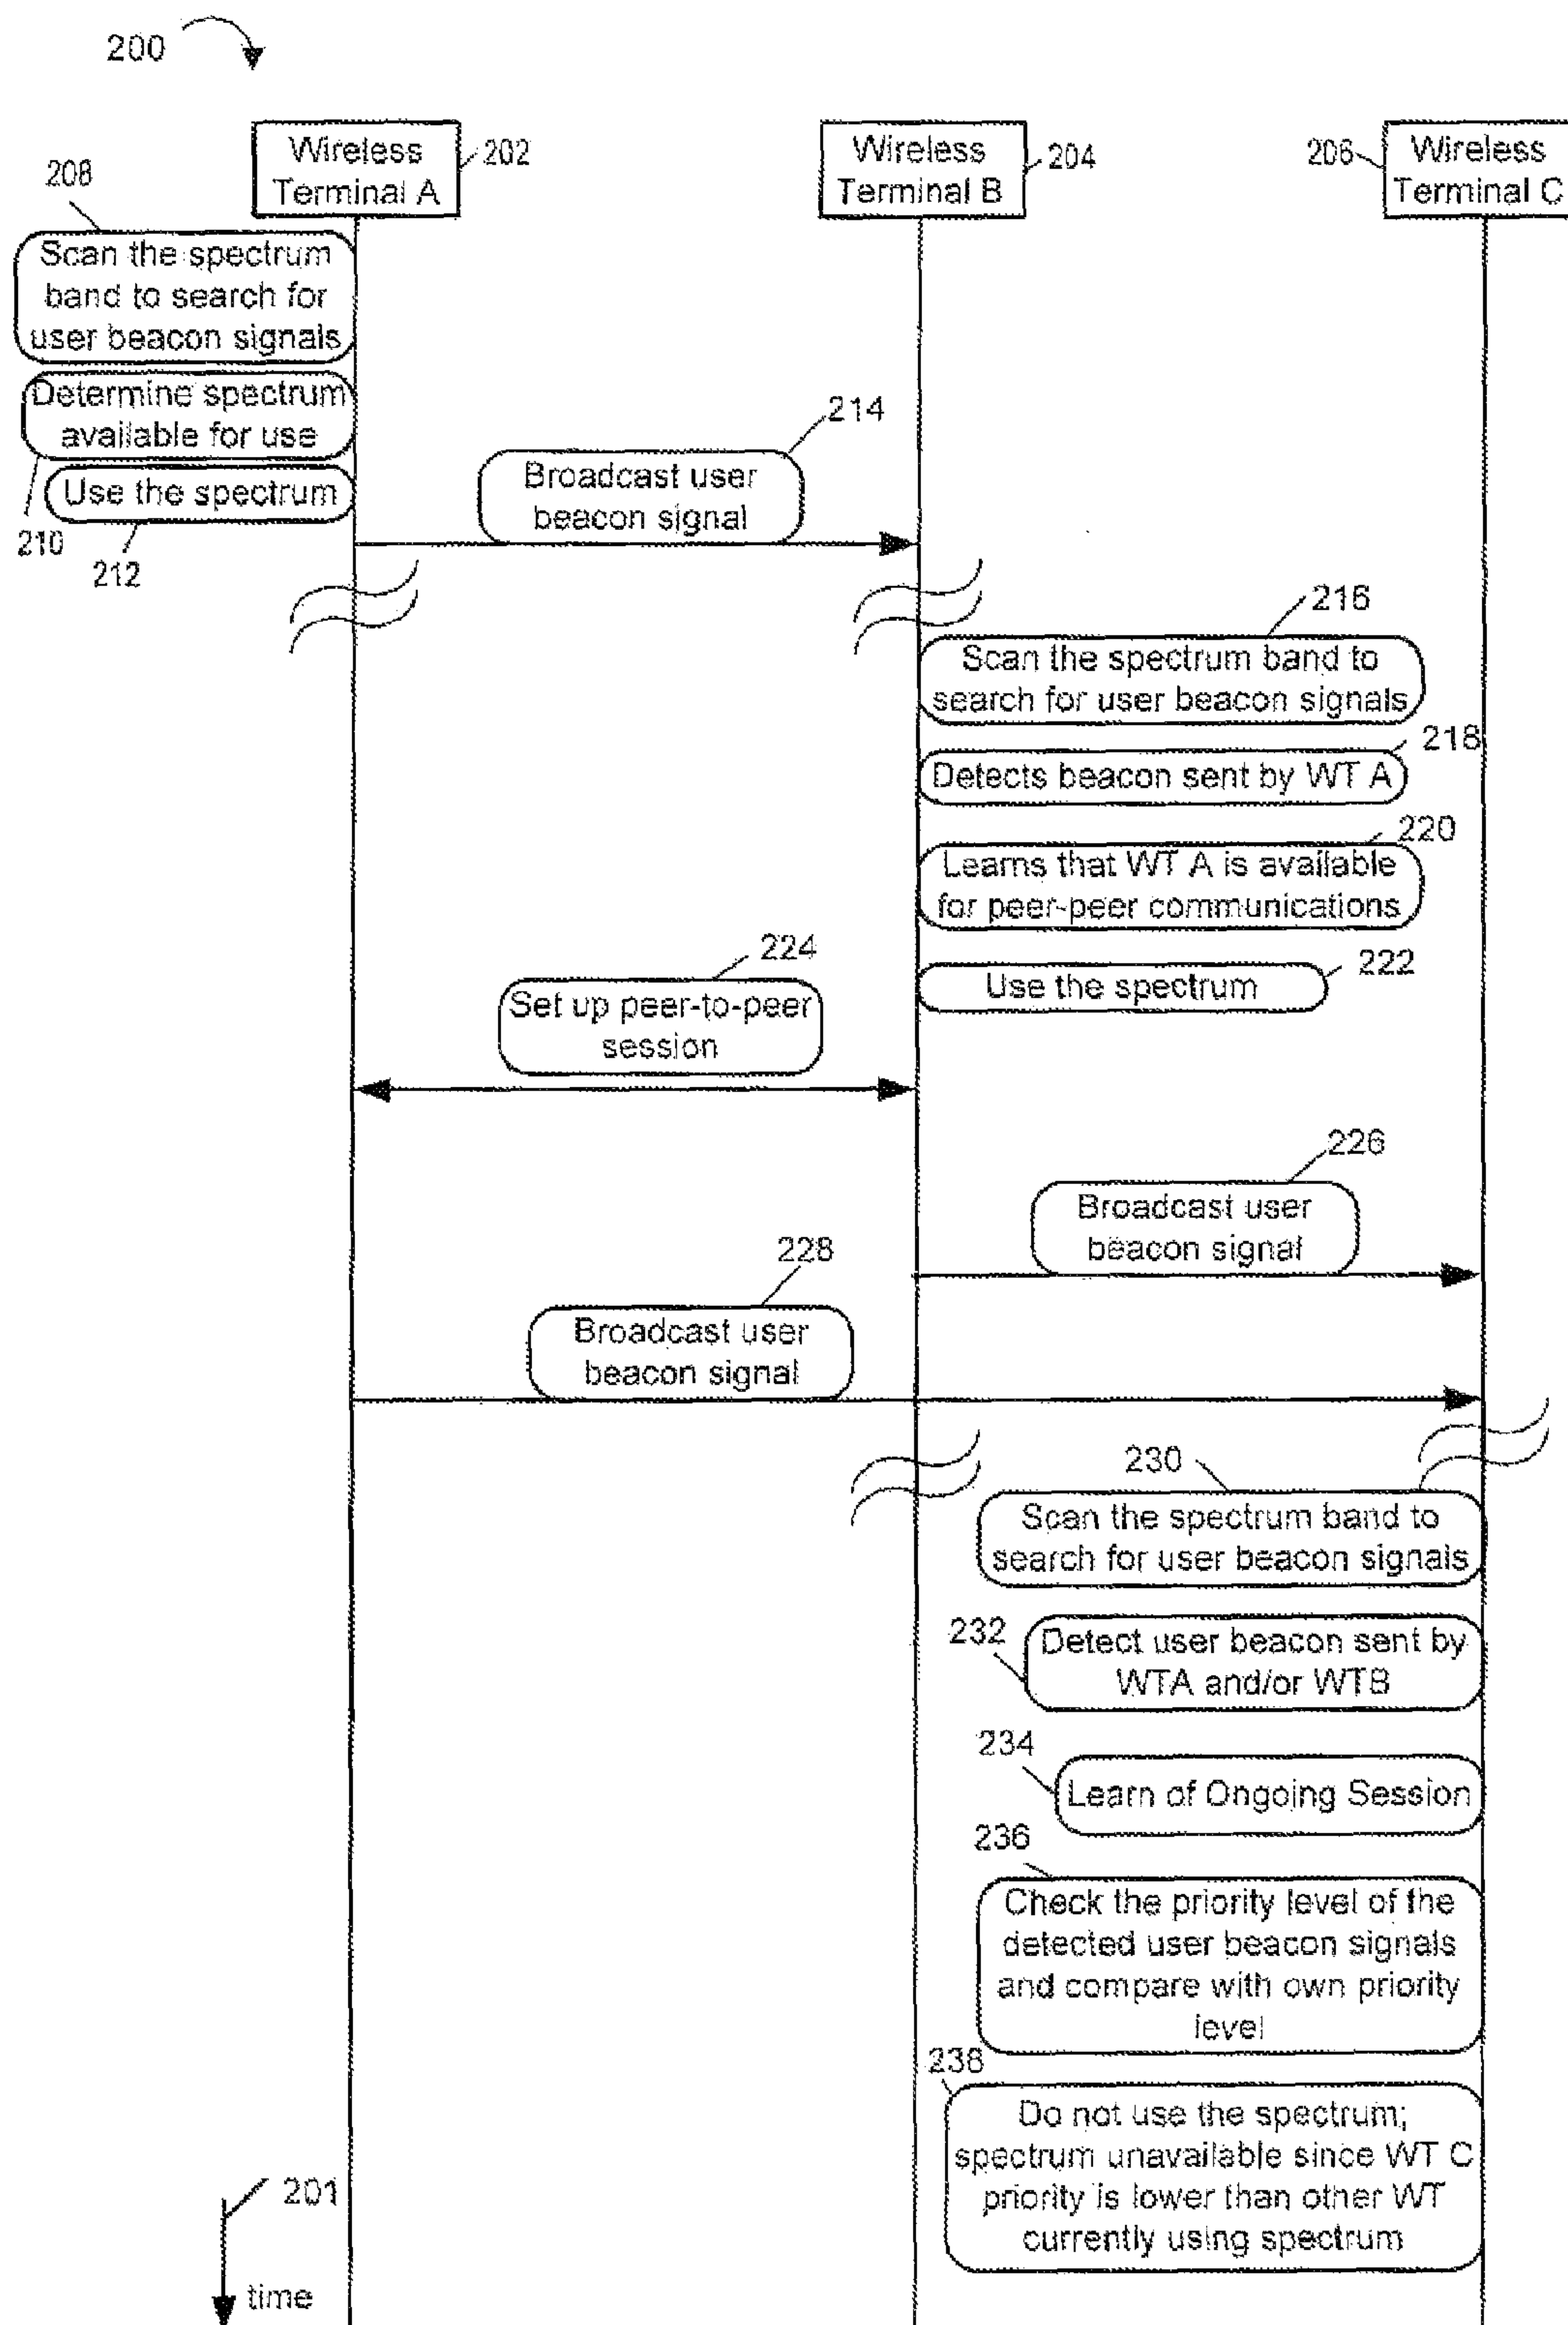 200
Wireless
Terminal A
202
Wireless
Terminal B
204
206
Wireless
Terminal C
208
Scan the spectrum
band to search for
user beacon signals
Determine spectrum
available for use
Use the spectrum
210
212
214
Broadcast user
beacon signal
216
Scan the spectrum band to
search for user beacon signals
218
Detects beacon sent by WT A
220
Learns that WT A is available
for peer-peer communications
222
Use the spectrum
224
Set up peer-to-peer
session
226
Broadcast user
beacon signal
228
Broadcast user
beacon signal
230
Scan the spectrum band to
search for user beacon signals
232
Detect user beacon sent by
WTA and/or WTB
234
Learn of Ongoing Session
236
Check the priority level of the
detected user beacon signals
and compare with own priority
level
238
Do not use the spectrum;
spectrum unavailable since WT C
priority is lower than other WT
currently using spectrum
201
time